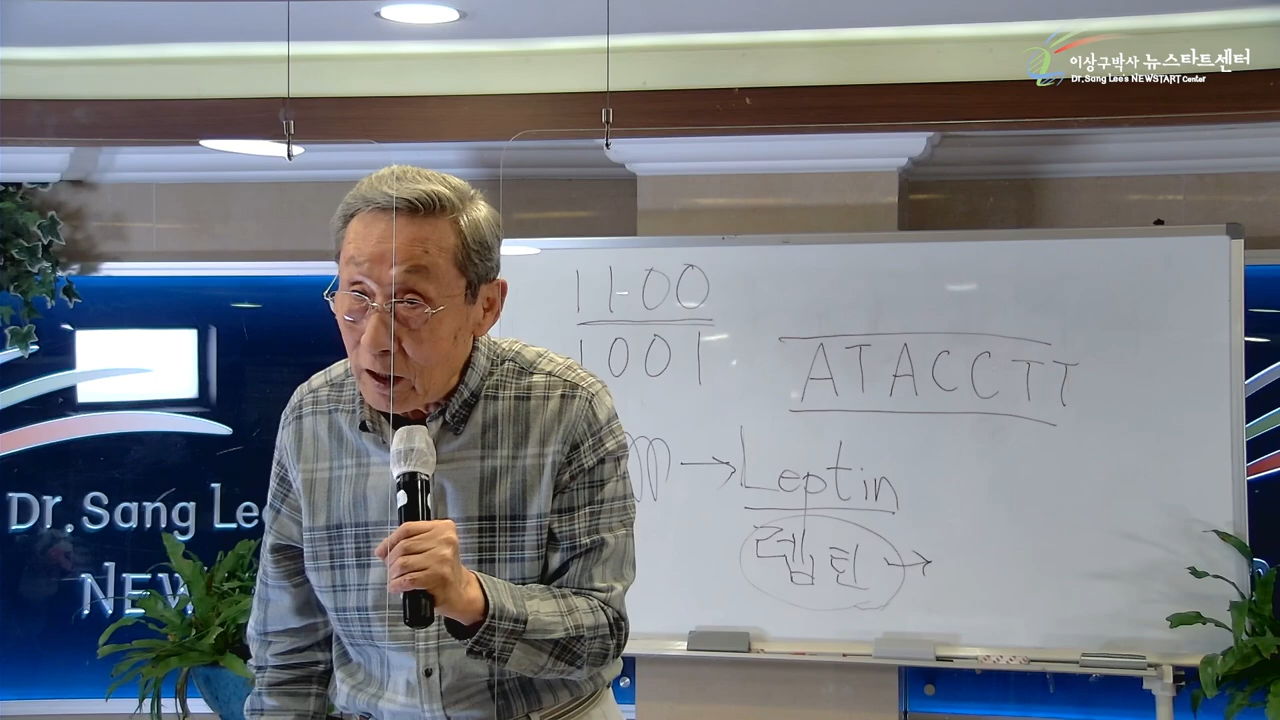 이상구박사 뉴스타트센터
Dr. Sang Lee's NEWSTART Center
1100
1001
ATACCTT
→ Leptin
렙틴 →
Dr. Sang Lee
NEW